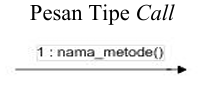 Pesan Tipe Call
1 : nama_metode()